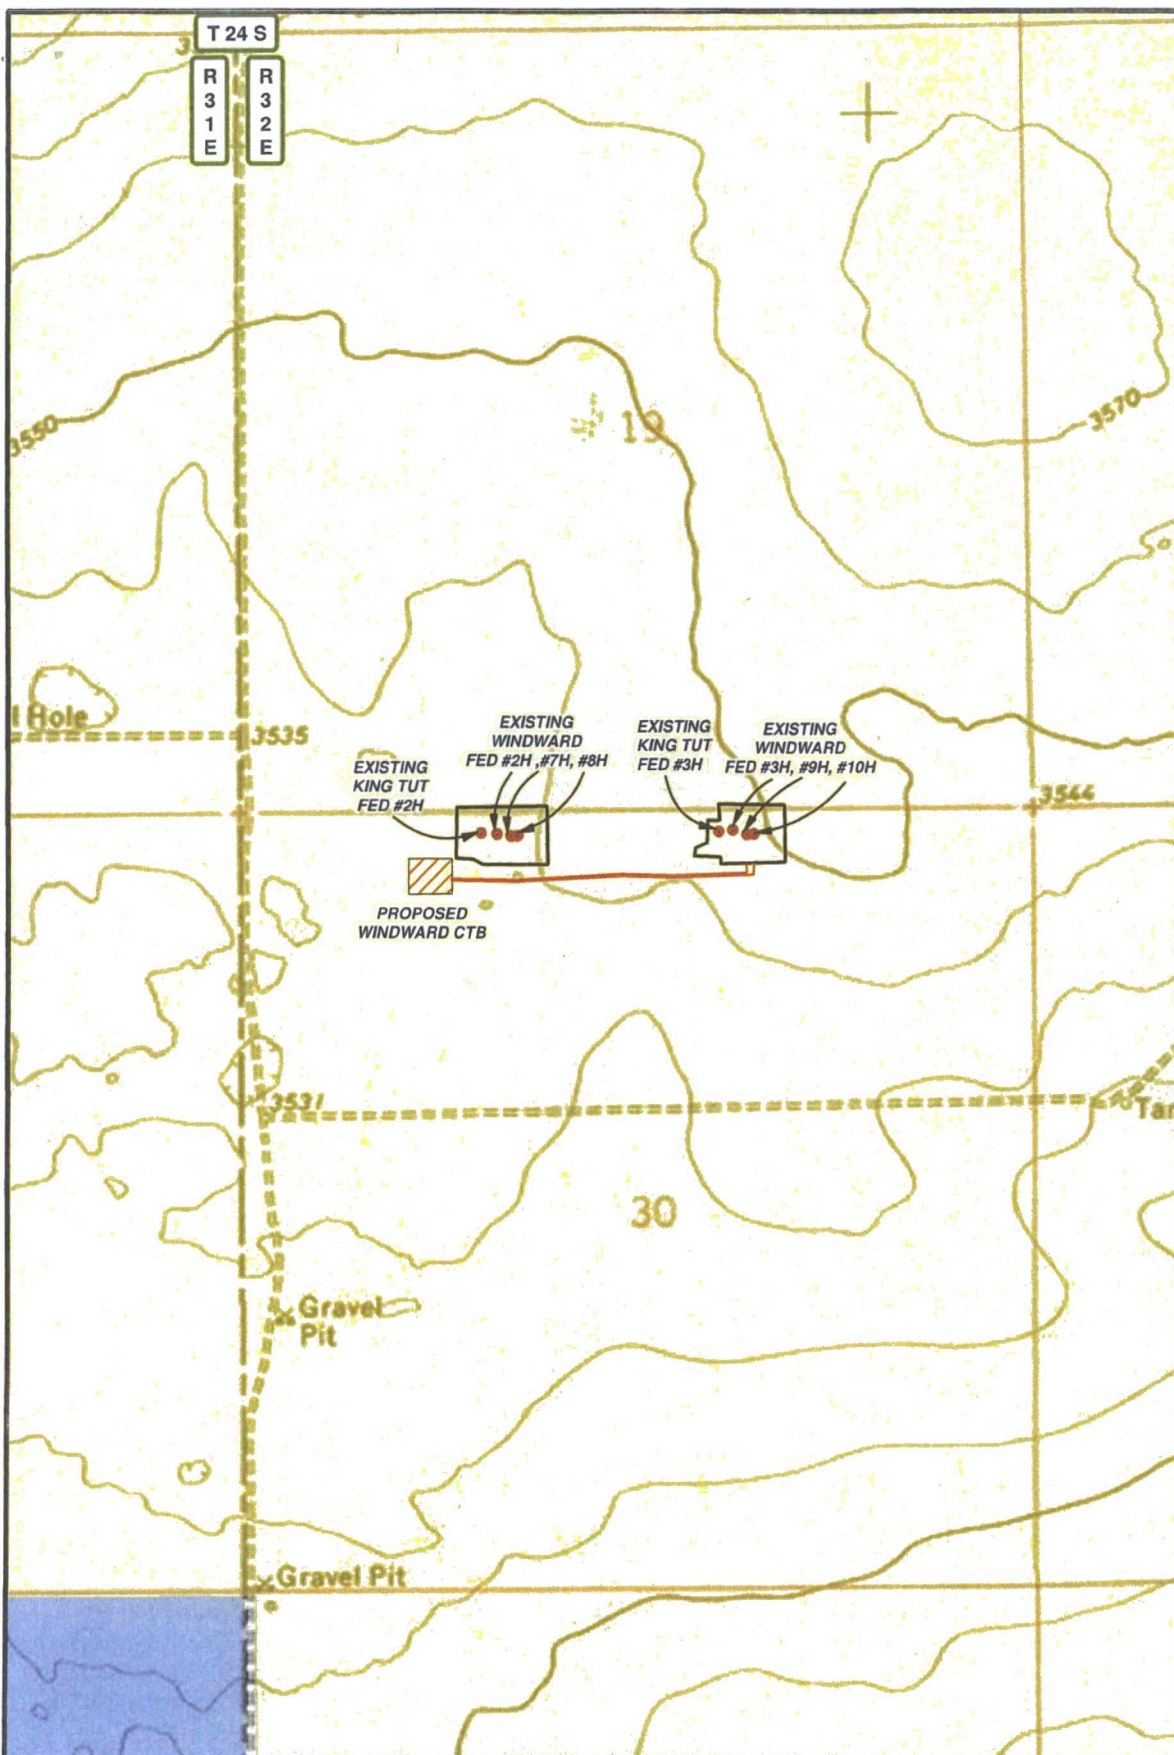 T 24 S
R
3
1
E
R
3
2
E
3550
19
3570
Hole
3535
EXISTING
WINDWARD
FED #2H ,#7H, #8H
EXISTING
KING TUT
FED #3H
EXISTING
WINDWARD
FED #3H, #9H, #10H
EXISTING
KING TUT
FED #2H
3544
PROPOSED
WINDWARD CTB
3531
30
Gravel
Pit
Gravel Pit